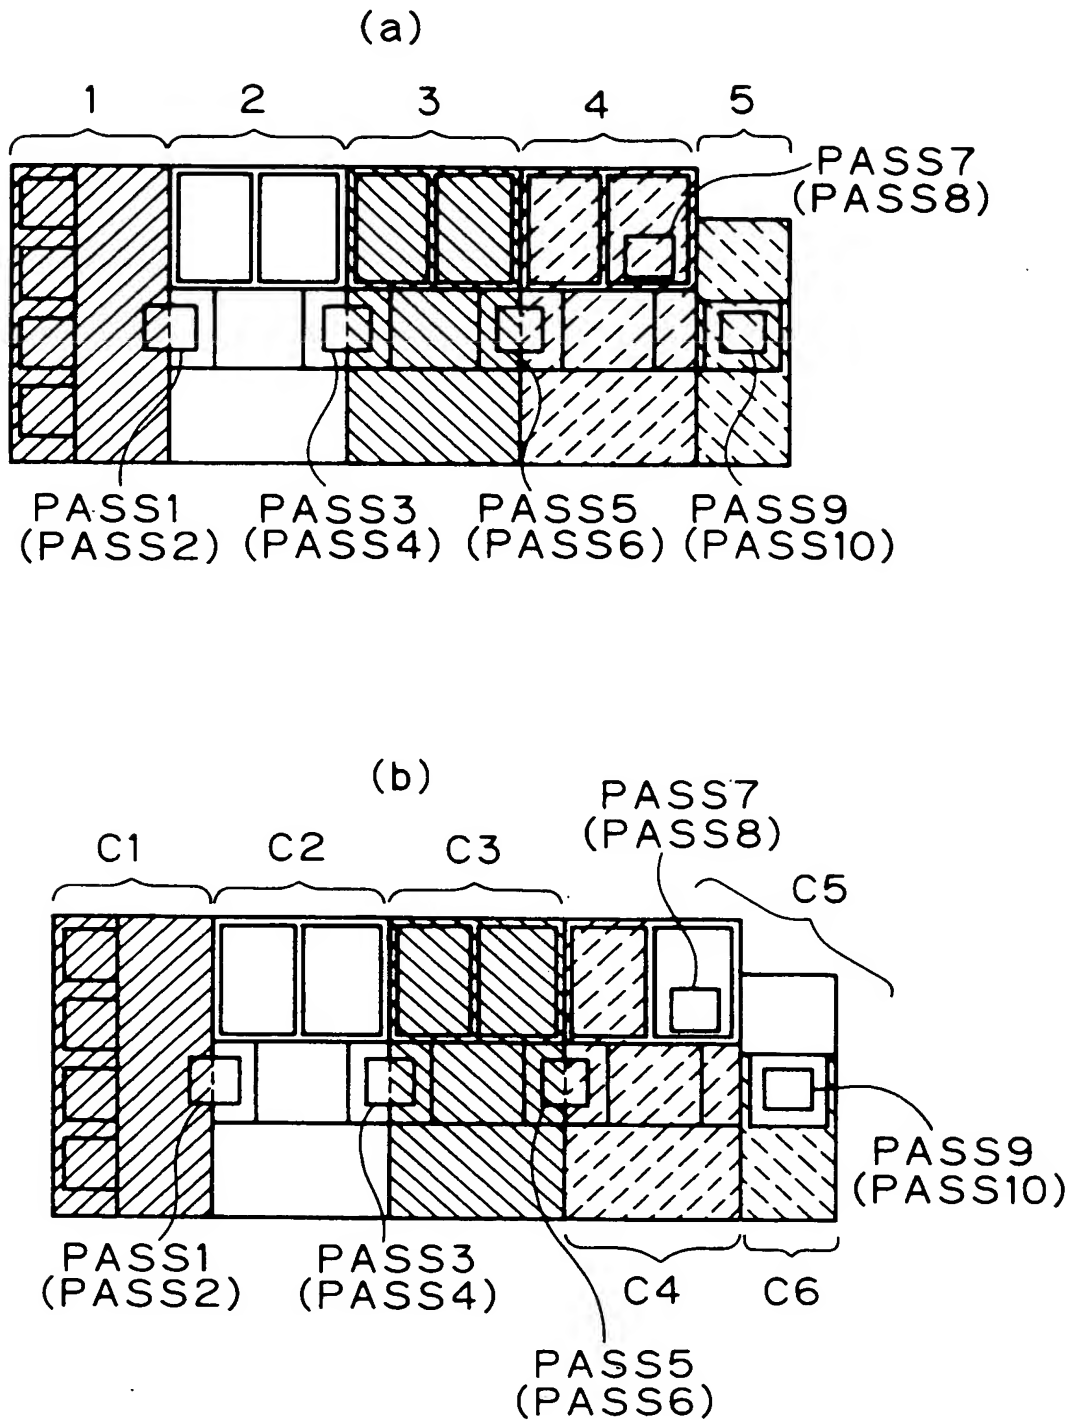 (a)
1 2 3 4 5
PASS7
(PASS8)
PASS1 PASS3 PASS5 PASS9
(PASS2) (PASS4) (PASS6) (PASS10)
(b)
PASS7
(PASS8)
C1 C2 C3 C5
PASS9
(PASS10)
PASS1 PASS3 C4 C6
(PASS2) (PASS4)
PASS5
(PASS6)